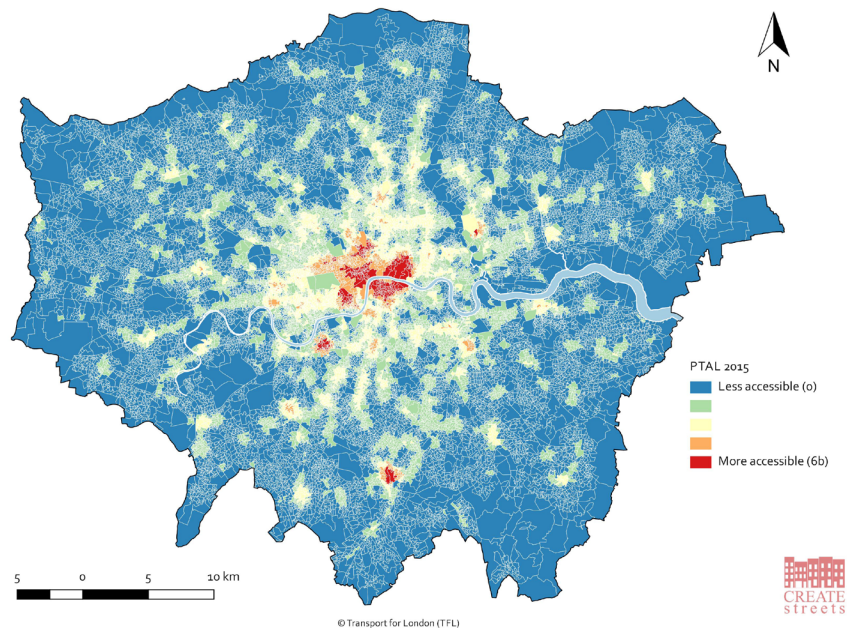 N
PTAL 2015
Less accessible (0)
More accessible (6b)
5 0 5 10 km
CREATE
streets
© Transport for London (TFL)